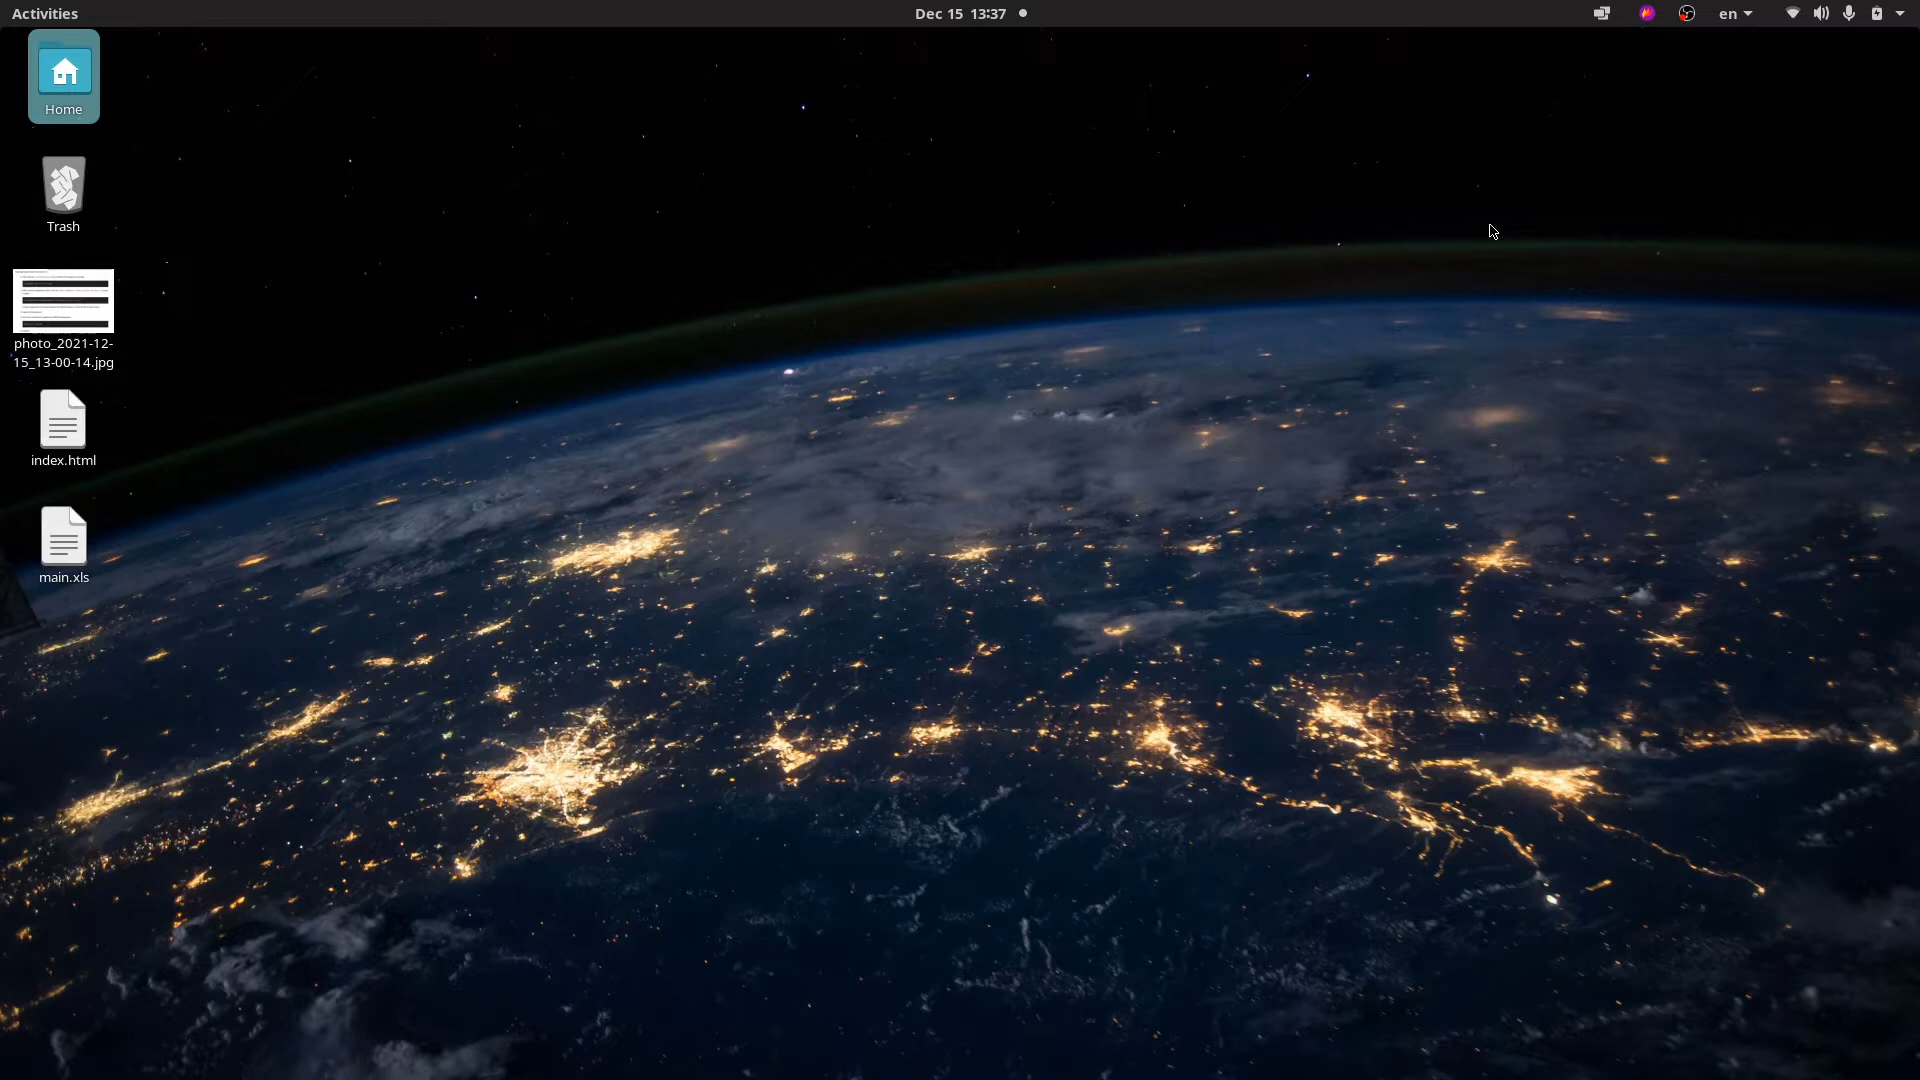 Activities
Dec 15 13:37
en
Home
Trash
photo_2021-12-
15_13-00-14.jpg
index.html
main.xls